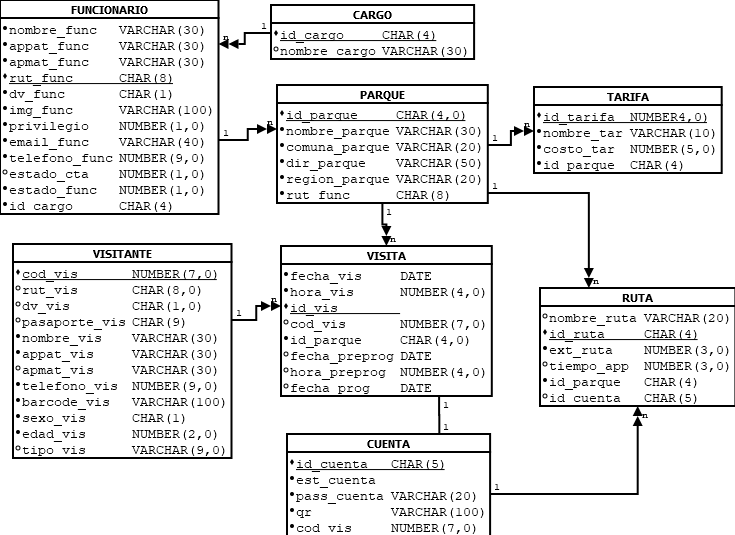 FUNCIONARIO
nombre_func VARCHAR(30)
appat_func VARCHAR(30)
apmat_func VARCHAR(30)
rut_func CHAR(8)
dv_func CHAR(1)
img_func VARCHAR(100)
privilegio NUMBER(1,0)
email_func VARCHAR(40)
telefono_func NUMBER(9,0)
estado_cta NUMBER(1,0)
estado_func NUMBER(1,0)
id_cargo CHAR(4)
n
1
CARGO
id_cargo CHAR(4)
nombre_cargo VARCHAR(30)
1
n
PARQUE
id_parque CHAR(4,0)
nombre_parque VARCHAR(30)
comuna_parque VARCHAR(20)
dir_parque VARCHAR(50)
region_parque VARCHAR(20)
rut_func CHAR(8)
1
n
TARIFA
id_tarifa NUMBER4,0)
nombre_tar VARCHAR(10)
costo_tar NUMBER(5,0)
id_parque CHAR(4)
1
1
n
n
VISITANTE
cod_vis NUMBER(7,0)
rut_vis CHAR(8,0)
dv_vis CHAR(1,0)
pasaporte_vis CHAR(9)
nombre_vis VARCHAR(30)
appat_vis VARCHAR(30)
apmat_vis VARCHAR(30)
telefono_vis NUMBER(9,0)
barcode_vis VARCHAR(100)
sexo_vis CHAR(1)
edad_vis NUMBER(2,0)
tipo_vis VARCHAR(9,0)
1
n
VISITA
fecha_vis DATE
hora_vis NUMBER(4,0)
id_vis
cod_vis NUMBER(7,0)
id_parque CHAR(4,0)
fecha_preprog DATE
hora_preprog NUMBER(4,0)
fecha_prog DATE
1
1
RUTA
nombre_ruta VARCHAR(20)
id_ruta CHAR(4)
ext_ruta NUMBER(3,0)
tiempo_app NUMBER(3,0)
id_parque CHAR(4)
id_cuenta CHAR(5)
n
CUENTA
id_cuenta CHAR(5)
est_cuenta
pass_cuenta VARCHAR(20)
qr VARCHAR(100)
cod_vis NUMBER(7,0)
1